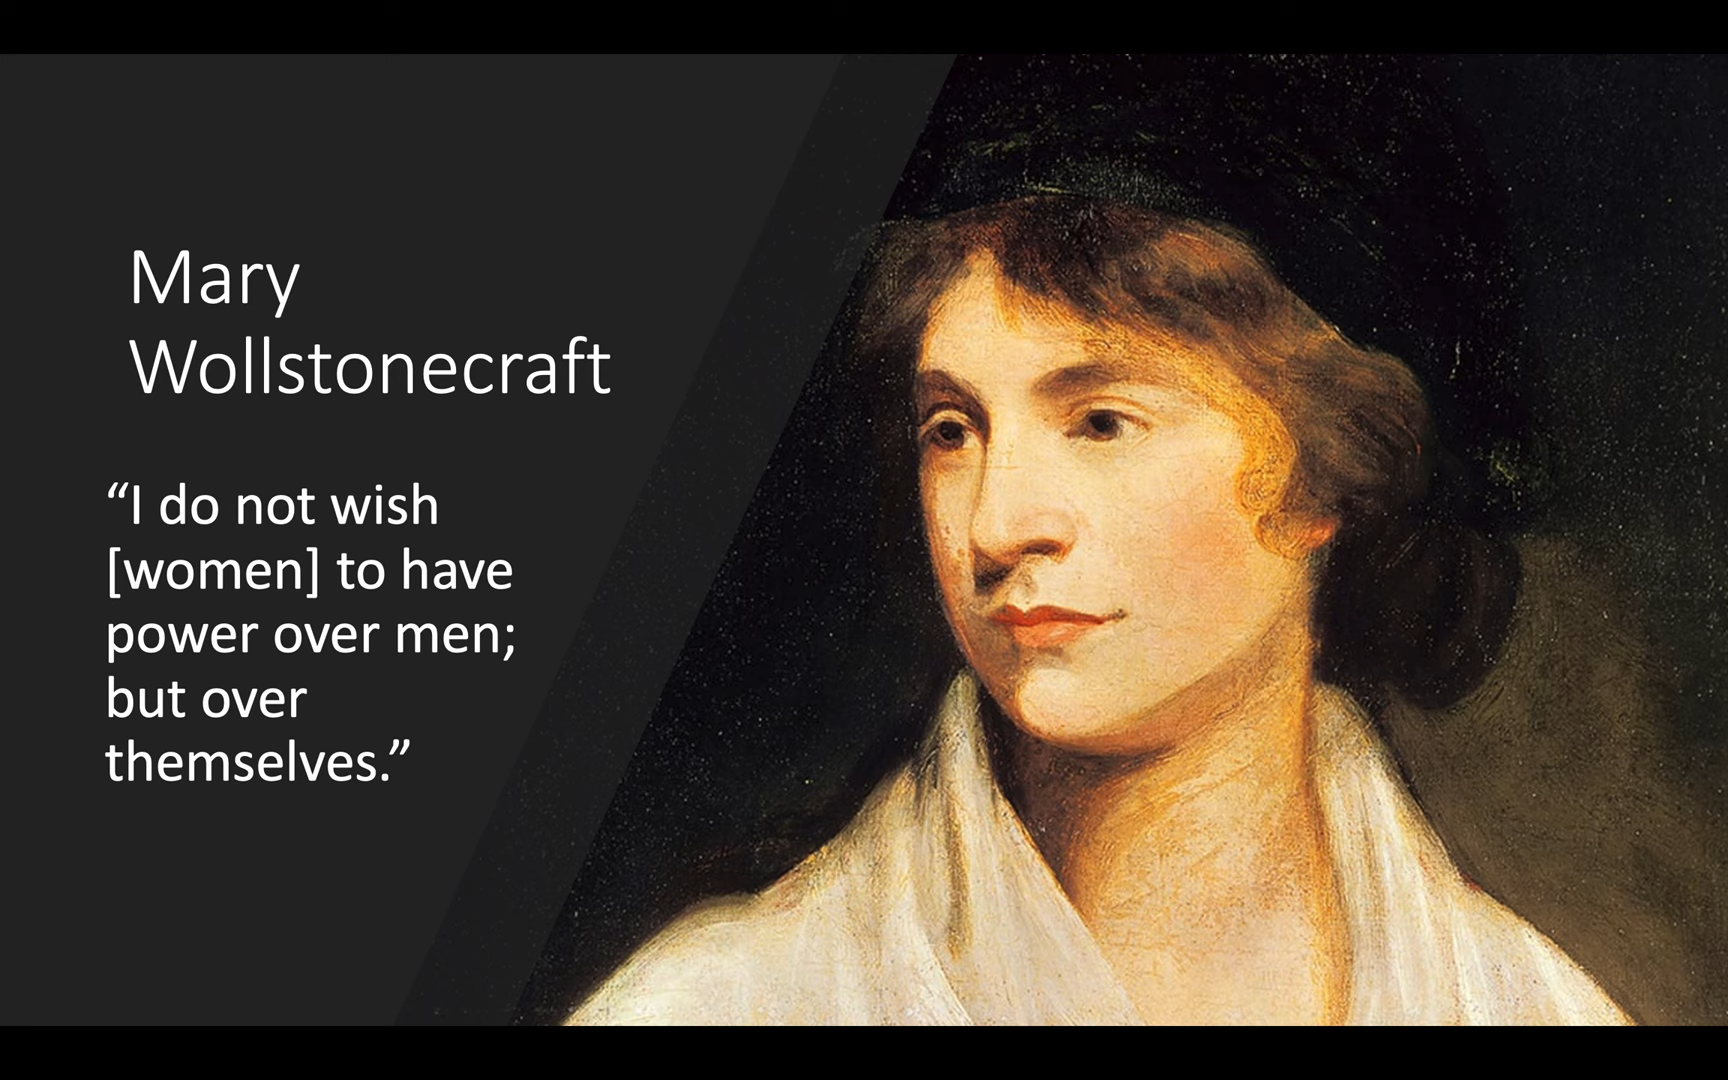 Mary
Wollstonecraft
“I do not wish
[women] to have
power over men;
but over
themselves.”